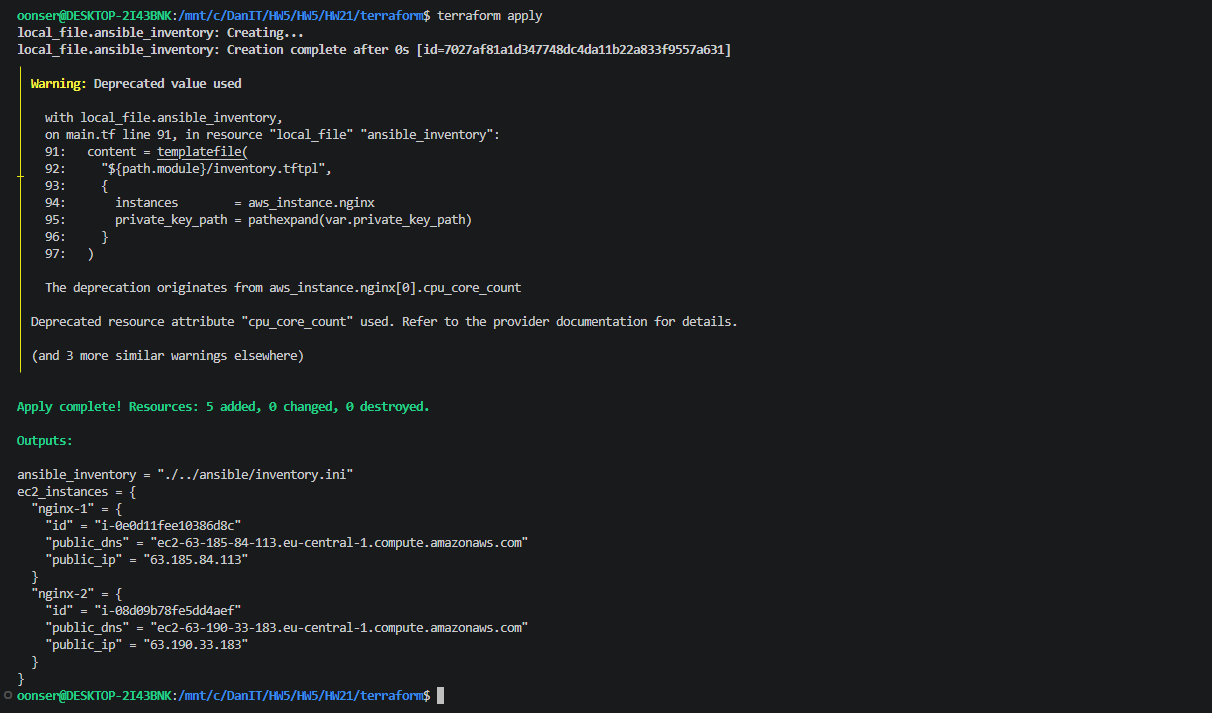 oonser@DESKTOP-2I43BNK:/mnt/c/DanIT/HW5/HW5/HW21/terraform$ terraform apply
local_file.ansible_inventory: Creating...
local_file.ansible_inventory: Creation complete after 0s [id=7027af81a1d347748dc4da11b22a833f9557a631]
Warning: Deprecated value used
with local_file.ansible_inventory,
on main.tf line 91, in resource "local_file" "ansible_inventory":
91:   content = templatefile(
92:     "${path.module}/inventory.tftpl",
93:     {
94:       instances        = aws_instance.nginx
95:       private_key_path = pathexpand(var.private_key_path)
96:     }
97:   )
The deprecation originates from aws_instance.nginx[0].cpu_core_count
Deprecated resource attribute "cpu_core_count" used. Refer to the provider documentation for details.
(and 3 more similar warnings elsewhere)
Apply complete! Resources: 5 added, 0 changed, 0 destroyed.
Outputs:
ansible_inventory = "./../ansible/inventory.ini"
ec2_instances = {
  "nginx-1" = {
    "id" = "i-0e0d11fee10386d8c"
    "public_dns" = "ec2-63-185-84-113.eu-central-1.compute.amazonaws.com"
    "public_ip" = "63.185.84.113"
  }
  "nginx-2" = {
    "id" = "i-08d09b78fe5dd4aef"
    "public_dns" = "ec2-63-190-33-183.eu-central-1.compute.amazonaws.com"
    "public_ip" = "63.190.33.183"
  }
}
oonser@DESKTOP-2I43BNK:/mnt/c/DanIT/HW5/HW5/HW21/terraform$